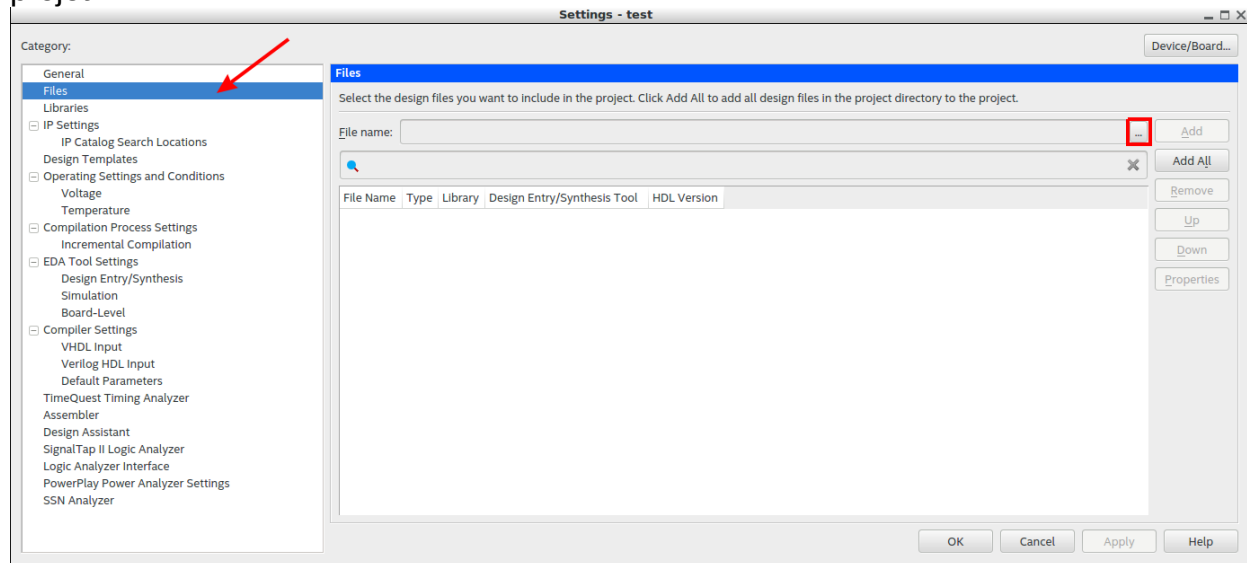 Settings - test
Category:
Device/Board...
General
Files
Libraries
IP Settings
IP Catalog Search Locations
Design Templates
Operating Settings and Conditions
Voltage
Temperature
Compilation Process Settings
Incremental Compilation
EDA Tool Settings
Design Entry/Synthesis
Simulation
Board-Level
Compiler Settings
VHDL Input
Verilog HDL Input
Default Parameters
TimeQuest Timing Analyzer
Assembler
Design Assistant
SignalTap II Logic Analyzer
Logic Analyzer Interface
PowerPlay Power Analyzer Settings
SSN Analyzer
Files
Select the design files you want to include in the project. Click Add All to add all design files in the project directory to the project.
File name: ... Add
Add All
File Name Type Library Design Entry/Synthesis Tool HDL Version
Remove
Up
Down
Properties
OK Cancel Apply Help